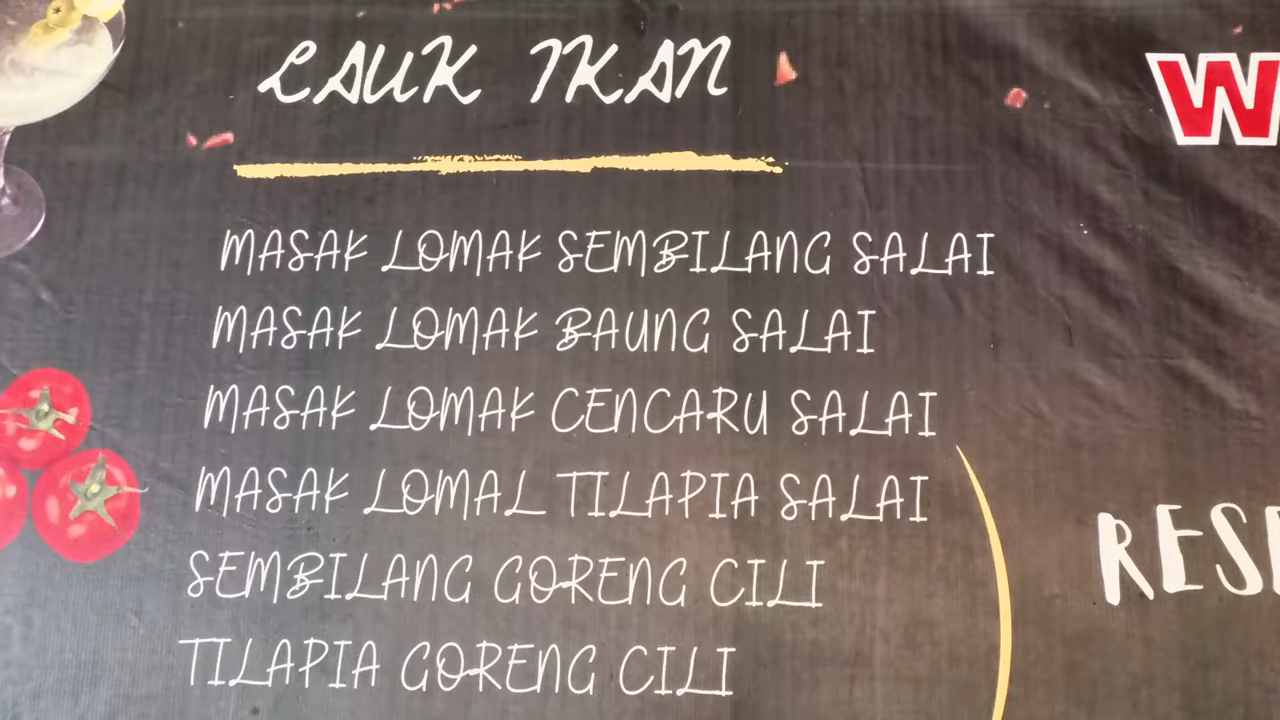 LAUK IKAN
W
MASAK LOMAK SEMBILANG SALAI
MASAK LOMAK BAUNG SALAI
MASAK LOMAK CENCARU SALAI
MASAK LOMAL TILAPIA SALAI
RESE
SEMBILANG GORENG CILI
TILAPIA GORENG CILI